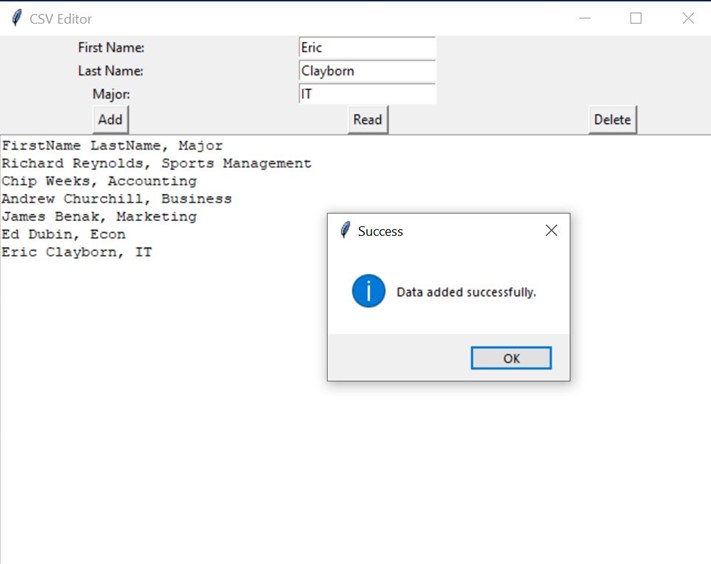 CSV Editor
First Name: Eric
Last Name: Clayborn
Major: IT
Add Read Delete
FirstName LastName, Major
Richard Reynolds, Sports Management
Chip Weeks, Accounting
Andrew Churchill, Business
James Benak, Marketing
Ed Dubin, Econ
Eric Clayborn, IT
Success
Data added successfully.
OK